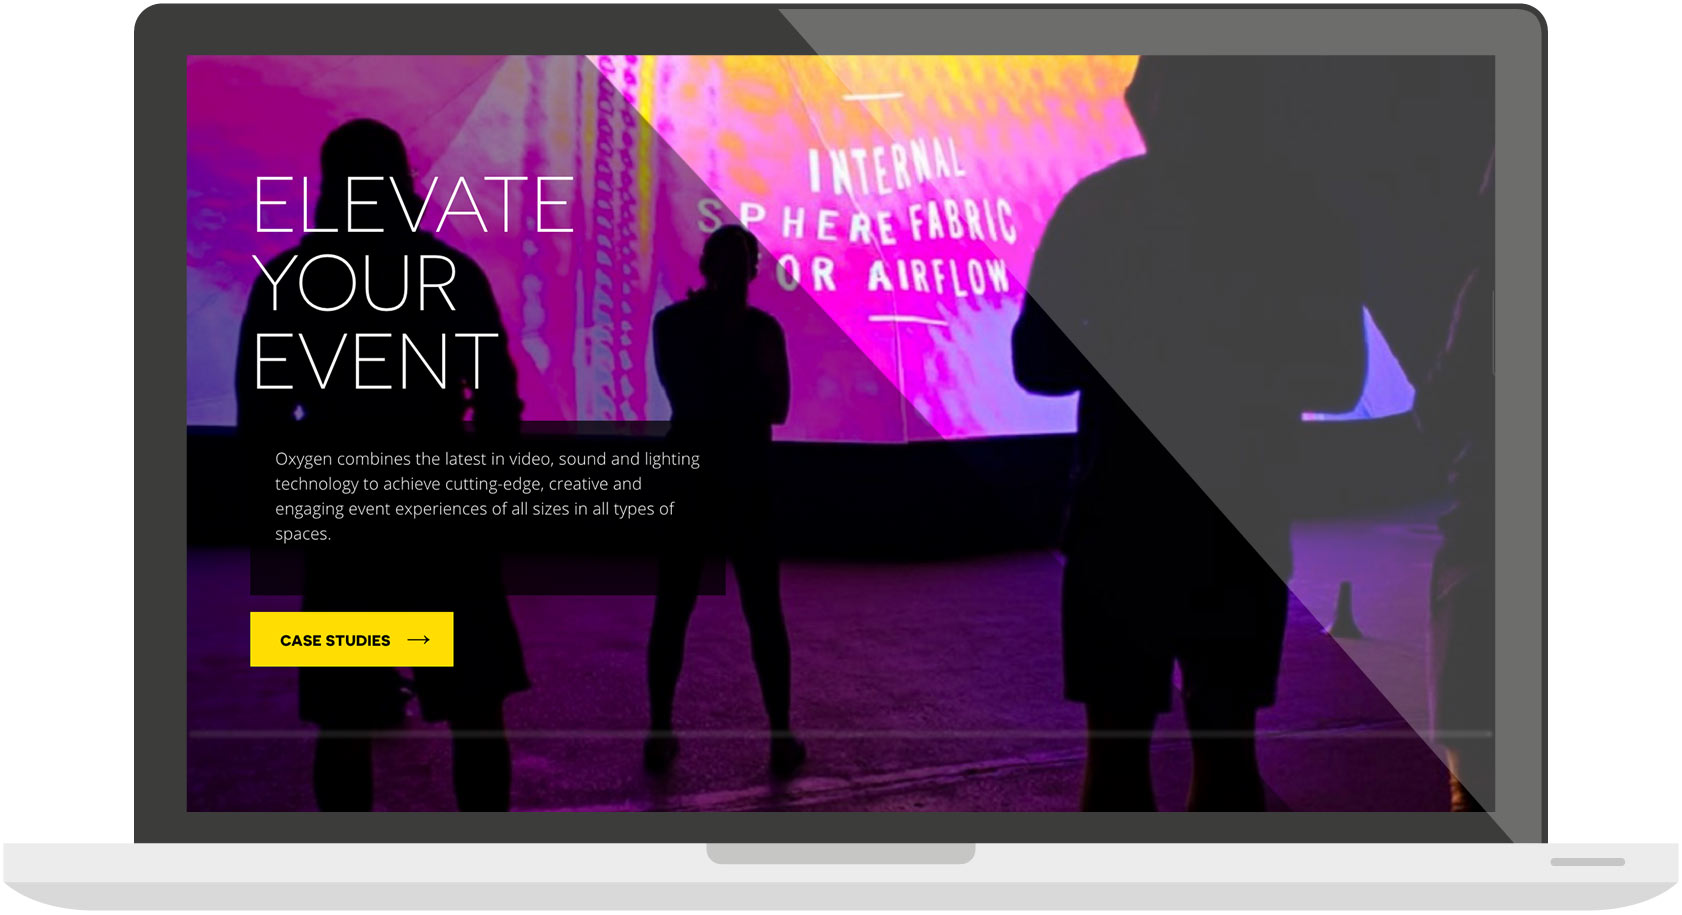 ELEVATE
YOUR
EVENT
Oxygen combines the latest in video, sound and lighting
technology to achieve cutting-edge, creative and
engaging event experiences of all sizes in all types of
spaces.
CASE STUDIES →
INTERNAL
SPHERE FABRIC
FOR AIRFLOW